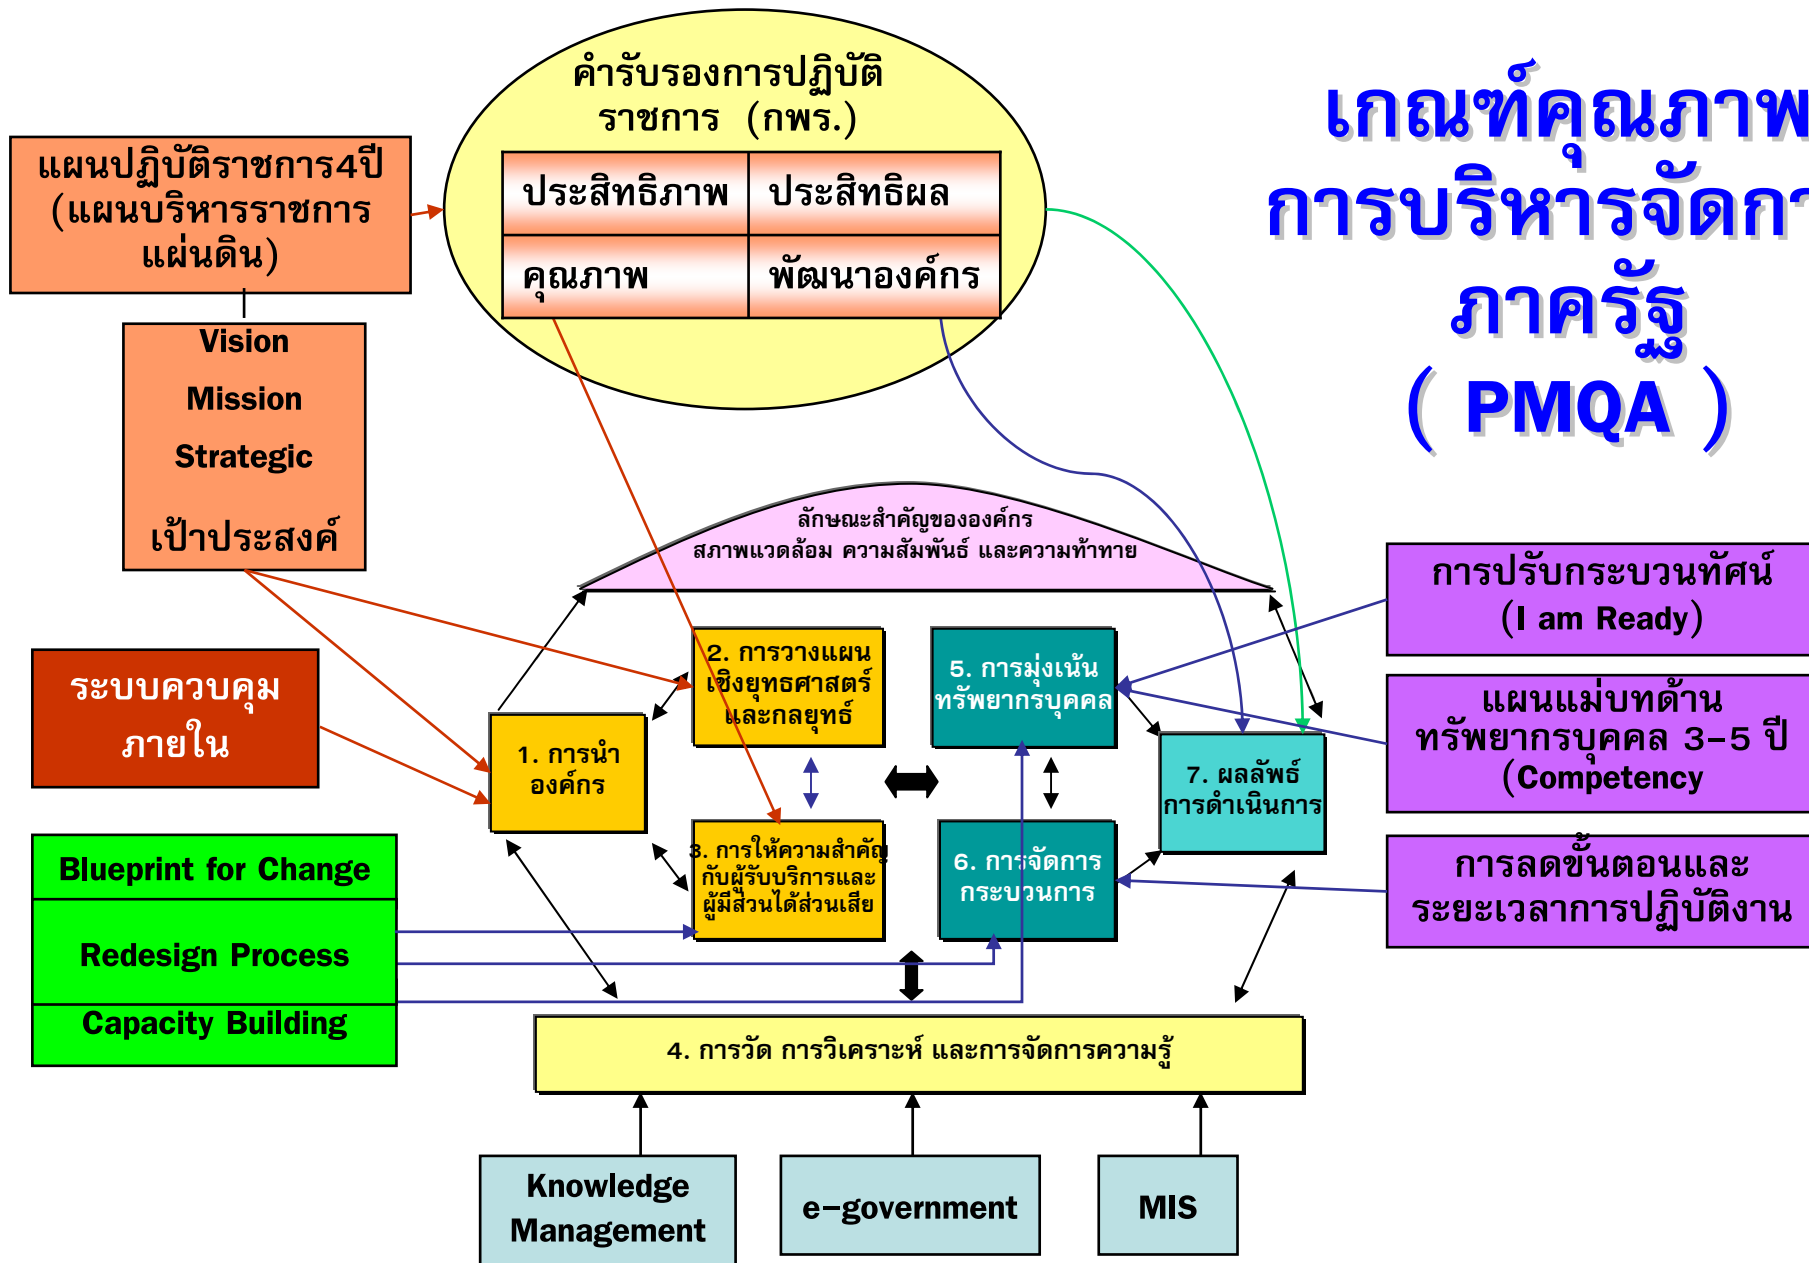 คำรับรองการปฏิบัติ
ราชการ (กพร.)
ประสิทธิภาพ
ประสิทธิผล
คุณภาพ
พัฒนาองค์กร
เกณฑ์คุณภาพ
การบริหารจัดกา
ภาครัฐ
( PMQA )
แผนปฏิบัติราชการ4ปี
(แผนบริหารราชการ
แผ่นดิน)
Vision
Mission
Strategic
เป้าประสงค์
ลักษณะสำคัญขององค์กร
สภาพแวดล้อม ความสัมพันธ์ และความท้าทาย
ระบบควบคุม
ภายใน
1. การนำ
องค์กร
2. การวางแผน
เชิงยุทธศาสตร์
และกลยุทธ์
3. การให้ความสำคัญ
กับผู้รับบริการและ
ผู้มีส่วนได้ส่วนเสีย
5. การมุ่งเน้น
ทรัพยากรบุคคล
6. การจัดการ
กระบวนการ
7. ผลลัพธ์
การดำเนินการ
การปรับกระบวนทัศน์
(I am Ready)
แผนแม่บทด้าน
ทรัพยากรบุคคล 3-5 ปี
(Competency
การลดขั้นตอนและ
ระยะเวลาการปฏิบัติงาน
Blueprint for Change
Redesign Process
Capacity Building
4. การวัด การวิเคราะห์ และการจัดการความรู้
Knowledge
Management
e-government
MIS